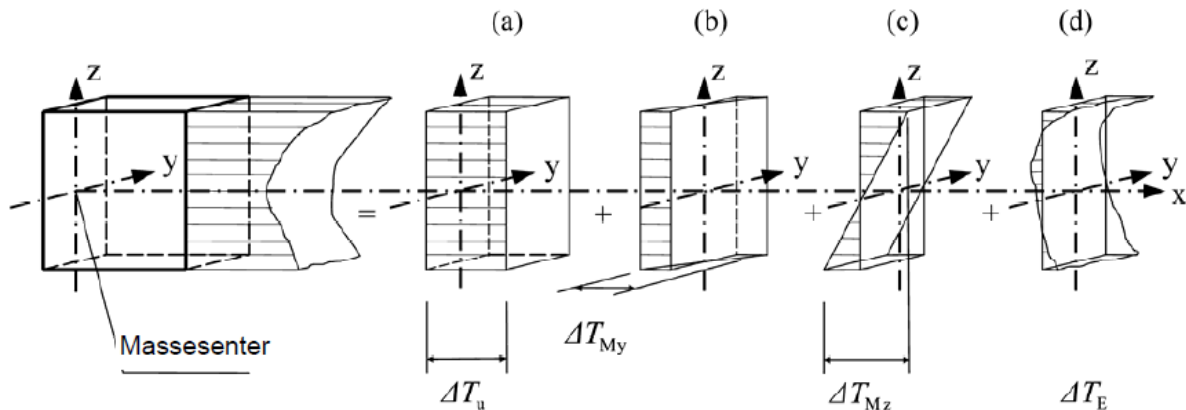 (a) (b) (c) (d)
z z z z z
y y y y y
x
= + + +
Massesenter
ΔT_My
ΔT_u ΔT_Mz ΔT_E